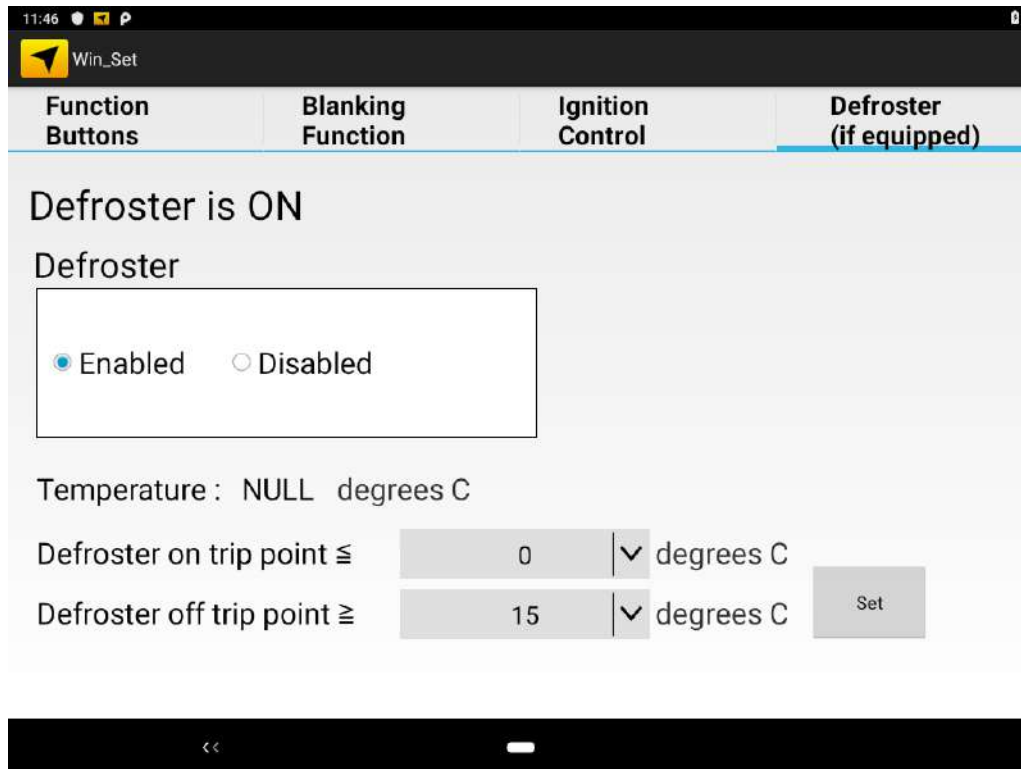 11:46
Win_Set
Function Buttons
Blanking Function
Ignition Control
Defroster (if equipped)
Defroster is ON
Defroster
Enabled Disabled
Temperature : NULL degrees C
Defroster on trip point ≦ 0 degrees C
Defroster off trip point ≧ 15 degrees C
Set